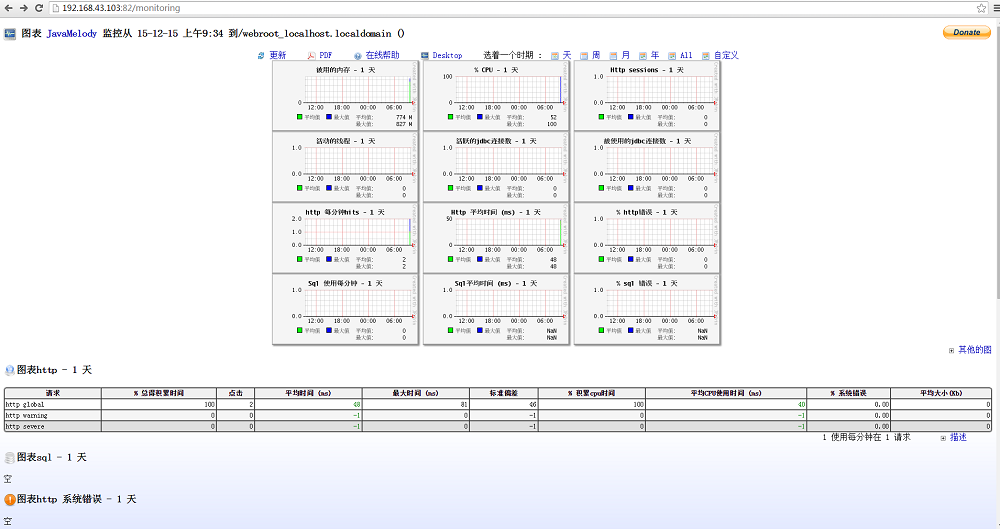 192.168.43.103:82/monitoring
图表 JavaMelody 监控从 15-12-15 上午9:34 到/webroot_localhost.localdomain ()
Donate
更新 PDF 在线帮助 Desktop 选着一个时期 : 天 周 月 年 All 自定义
被用的内存 - 1 天
0
12:00 18:00 00:00 06:00
平均值 最大值 平均值: 774 M
最大值: 827 M
% CPU - 1 天
100
0
12:00 18:00 00:00 06:00
平均值 最大值 平均值: 52
最大值: 100
Http sessions - 1 天
1.0
0.0
12:00 18:00 00:00 06:00
平均值 最大值 平均值: 0
最大值: 0
活动的线程 - 1 天
1.0
0.0
12:00 18:00 00:00 06:00
平均值 最大值 平均值: 0
最大值: 0
活跃的jdbc连接数 - 1 天
1.0
0.0
12:00 18:00 00:00 06:00
平均值 最大值 平均值: 0
最大值: 0
被使用的jdbc连接数 - 1 天
1.0
0.0
12:00 18:00 00:00 06:00
平均值 最大值 平均值: 0
最大值: 0
http 每分钟hits - 1 天
2.0
1.0
0.0
12:00 18:00 00:00 06:00
平均值 最大值 平均值: 2
最大值: 2
Http 平均时间 (ms) - 1 天
50
0
12:00 18:00 00:00 06:00
平均值 最大值 平均值: 48
最大值: 48
% http错误 - 1 天
1.0
0.0
12:00 18:00 00:00 06:00
平均值 最大值 平均值: 0
最大值: 0
Sql 使用每分钟 - 1 天
1.0
0.0
12:00 18:00 00:00 06:00
平均值 最大值 平均值: 0
最大值: 0
Sql平均时间 (ms) - 1 天
1.0
0.0
12:00 18:00 00:00 06:00
平均值 最大值 平均值: NaN
最大值: NaN
% sql 错误 - 1 天
1.0
0.0
12:00 18:00 00:00 06:00
平均值 最大值 平均值: NaN
最大值: NaN
其他的图
图表http - 1 天
请求 % 总得积累时间 点击 平均时间 (ms) 最大时间 (ms) 标准偏差 % 积累cpu时间 平均CPU使用时间 (ms) % 系统错误 平均大小(Kb)
http global 100 2 48 81 46 100 40 0.00 0
http warning 0 0 -1 0 -1 0 -1 0.00 0
http severe 0 0 -1 0 -1 0 -1 0.00 0
1 使用每分钟在 1 请求 描述
图表sql - 1 天
空
图表http 系统错误 - 1 天
空